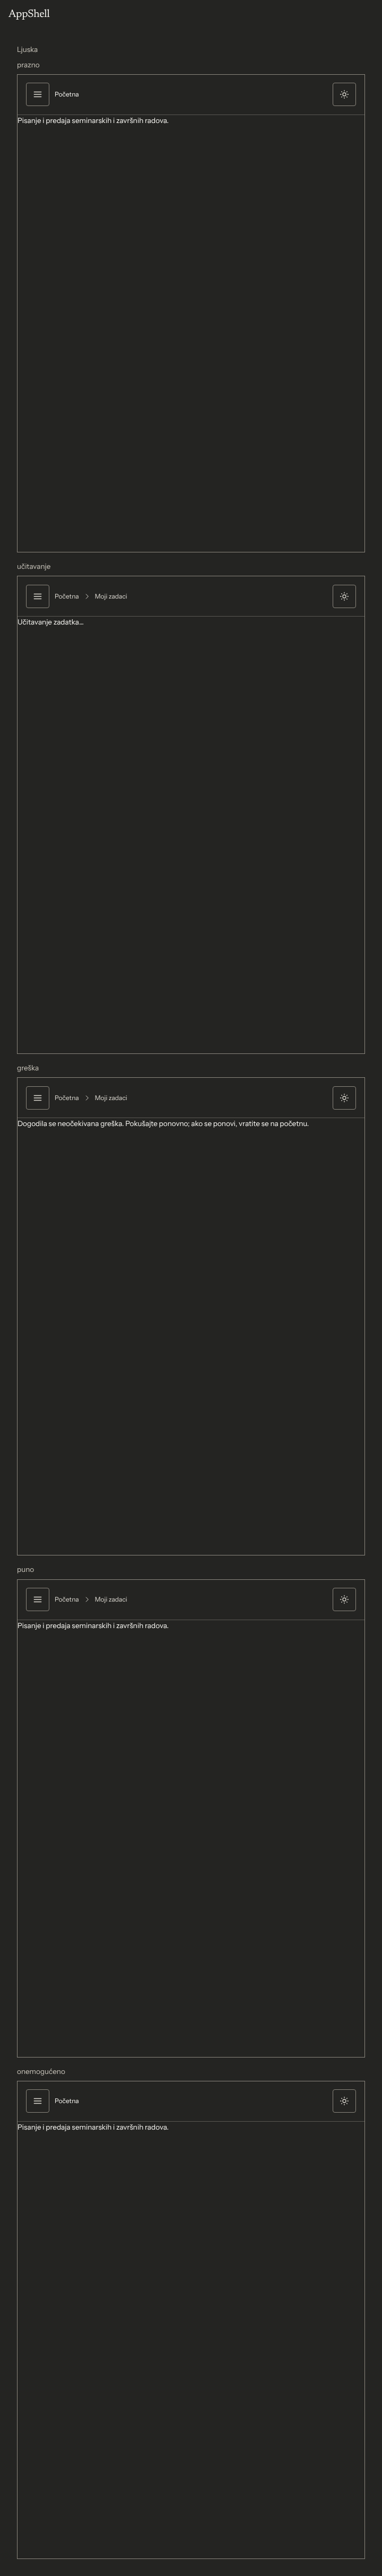 AppShell
Ljuska
prazno
Početna
Pisanje i predaja seminarskih i završnih radova.
učitavanje
Početna > Moji zadaci
Učitavanje zadatka...
greška
Početna > Moji zadaci
Dogodila se neočekivana greška. Pokušajte ponovno; ako se ponovi, vratite se na početnu.
puno
Početna > Moji zadaci
Pisanje i predaja seminarskih i završnih radova.
onemogućeno
Početna
Pisanje i predaja seminarskih i završnih radova.